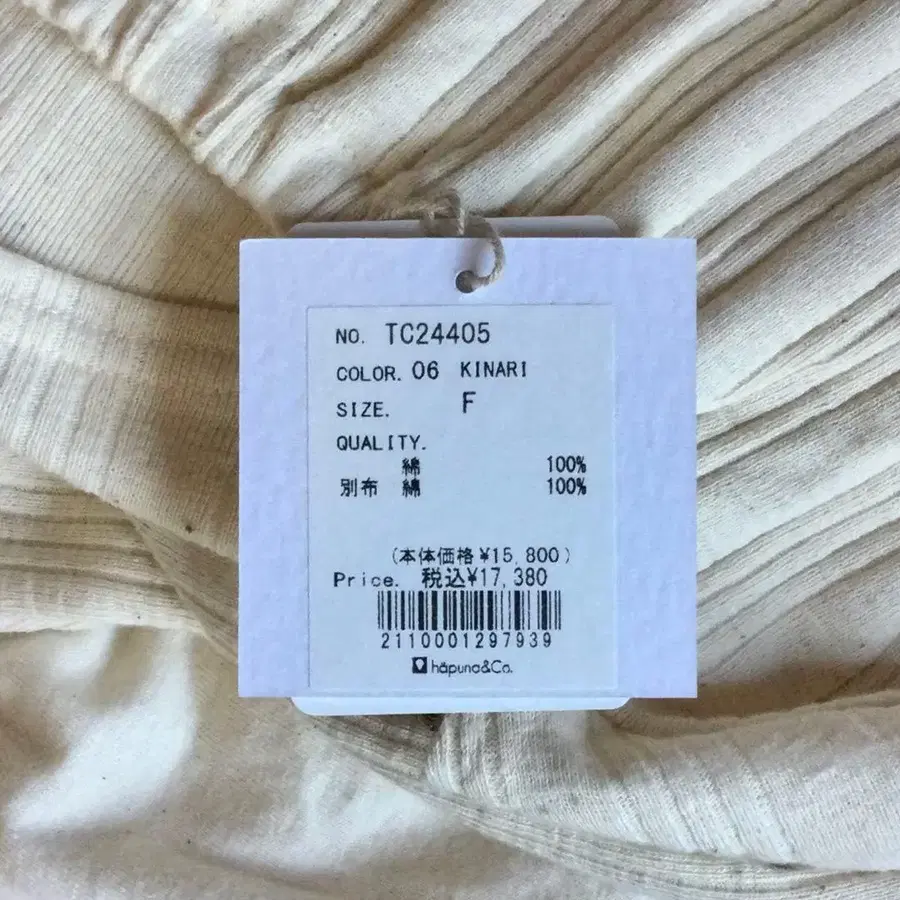 NO. TC24405
COLOR. 06 KINARI
SIZE. F
QUALITY.
綿 100%
別布 綿 100%
(本体価格 ¥15,800)
Price. 税込¥17,380
2110001297939
hāpuna&Co.